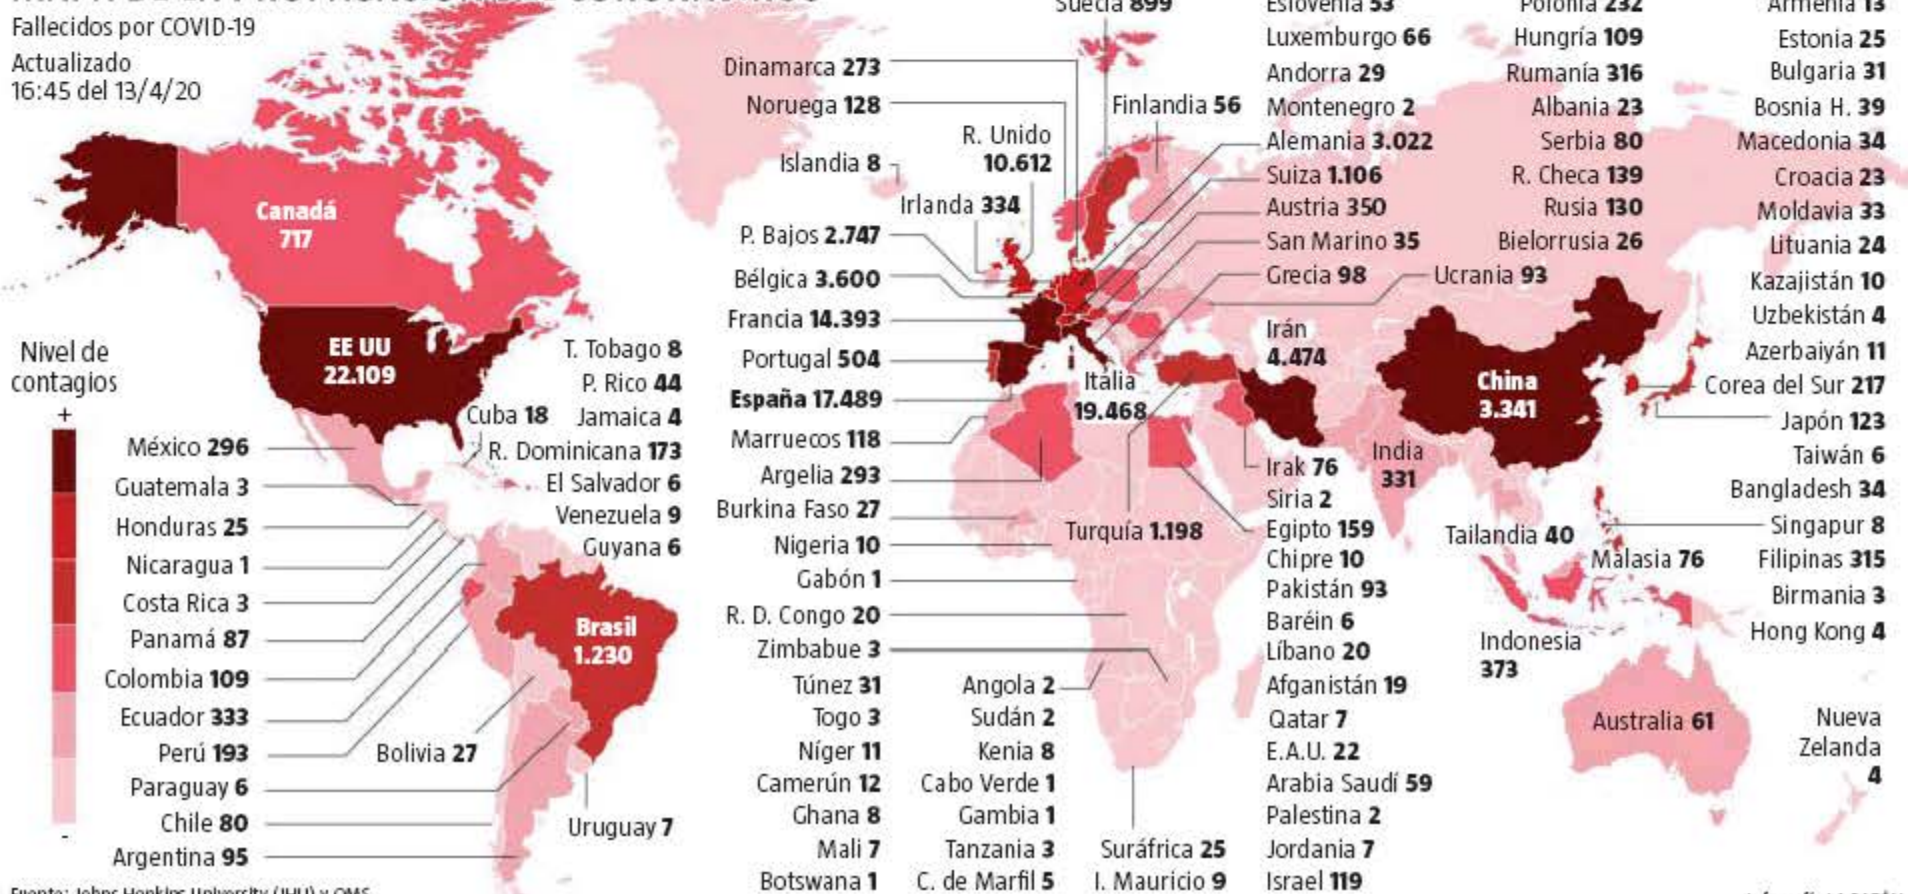 Fallecidos por COVID-19
Actualizado
16:45 del 13/4/20
Canadá
717
EE UU
22.109
Nivel de
contagios
+
-
T. Tobago 8
P. Rico 44
Cuba 18
Jamaica 4
R. Dominicana 173
El Salvador 6
Venezuela 9
Guyana 6
México 296
Guatemala 3
Honduras 25
Nicaragua 1
Costa Rica 3
Panamá 87
Colombia 109
Ecuador 333
Perú 193
Paraguay 6
Chile 80
Argentina 95
Bolivia 27
Uruguay 7
Brasil
1.230
Suecia 899
Dinamarca 273
Noruega 128
Finlandia 56
R. Unido
10.612
Islandia 8
Irlanda 334
P. Bajos 2.747
Bélgica 3.600
Francia 14.393
Portugal 504
España 17.489
Italia
19.468
Marruecos 118
Argelia 293
Burkina Faso 27
Nigeria 10
Gabón 1
R. D. Congo 20
Zimbabue 3
Túnez 31
Togo 3
Níger 11
Camerún 12
Ghana 8
Mali 7
Botswana 1
Angola 2
Sudán 2
Kenia 8
Cabo Verde 1
Gambia 1
Tanzania 3
C. de Marfil 5
Suráfrica 25
I. Mauricio 9
Turquía 1.198
Eslovenia 53
Luxemburgo 66
Andorra 29
Montenegro 2
Alemania 3.022
Suiza 1.106
Austria 350
San Marino 35
Grecia 98
Ucrania 93
Irán
4.474
Irak 76
Siria 2
Egipto 159
Chipre 10
Pakistán 93
Baréin 6
Líbano 20
Afganistán 19
Qatar 7
E.A.U. 22
Arabia Saudí 59
Palestina 2
Jordania 7
Israel 119
Polonia 232
Hungría 109
Rumanía 316
Albania 23
Serbia 80
R. Checa 139
Rusia 130
Bielorrusia 26
China
3.341
India
331
Tailandia 40
Malasia 76
Indonesia
373
Australia 61
Armenia 13
Estonia 25
Bulgaria 31
Bosnia H. 39
Macedonia 34
Croacia 23
Moldavia 33
Lituania 24
Kazajistán 10
Uzbekistán 4
Azerbaiyán 11
Corea del Sur 217
Japón 123
Taiwán 6
Bangladesh 34
Singapur 8
Filipinas 315
Birmania 3
Hong Kong 4
Nueva
Zelanda
4
Fuente: Johns Hopkins University (JHU) y OMS